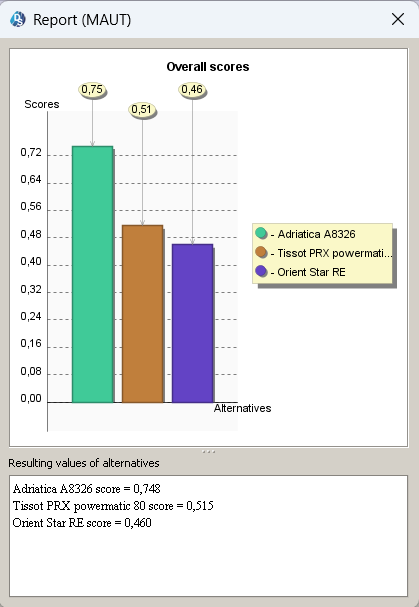 Report (MAUT)
Overall scores
0,75
0,51
0,46
Scores
0,72
0,64
0,56
0,48
0,40
0,32
0,24
0,16
0,08
0,00
Alternatives
- Adriatica A8326
- Tissot PRX powermati...
- Orient Star RE
Resulting values of alternatives
Adriatica A8326 score = 0,748
Tissot PRX powermatic 80 score = 0,515
Orient Star RE score = 0,460